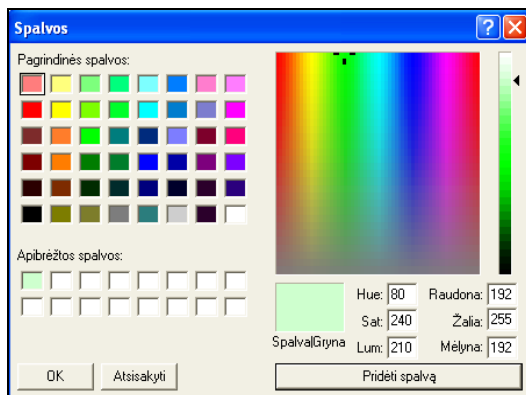 Spalvos
Pagrindinės spalvos:
Apibrėžtos spalvos:
Hue: 80 Raudona: 192
Sat: 240 Žalia: 255
Spalva|Gryna Lum: 210 Mėlyna: 192
OK Atsisakyti Pridėti spalvą